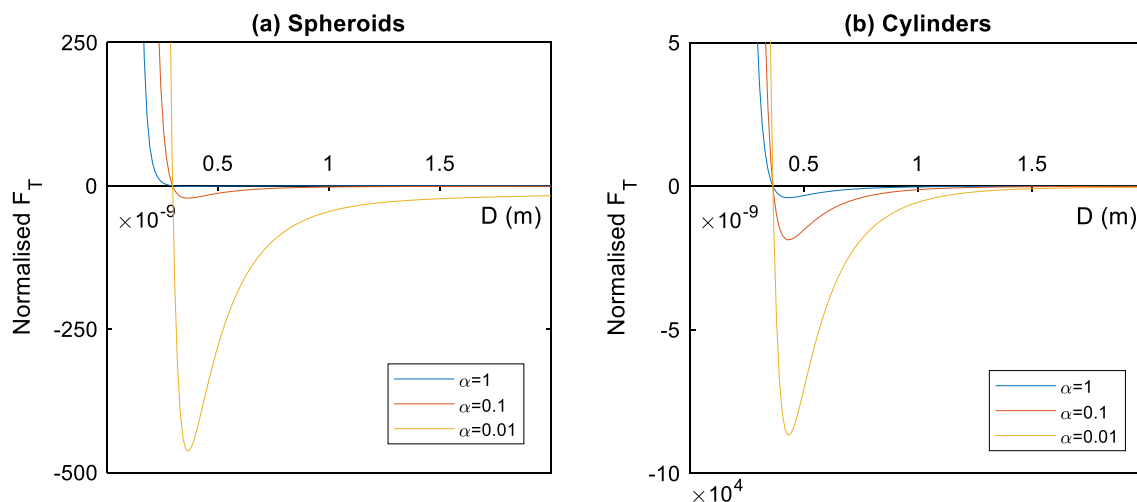 (a) Spheroids
250
0
-250
-500
0.5
1
1.5
×10⁻⁹
D (m)
Normalised F_T
α=1
α=0.1
α=0.01
(b) Cylinders
5
0
-5
-10
×10⁴
0.5
1
1.5
×10⁻⁹
D (m)
Normalised F_T
α=1
α=0.1
α=0.01